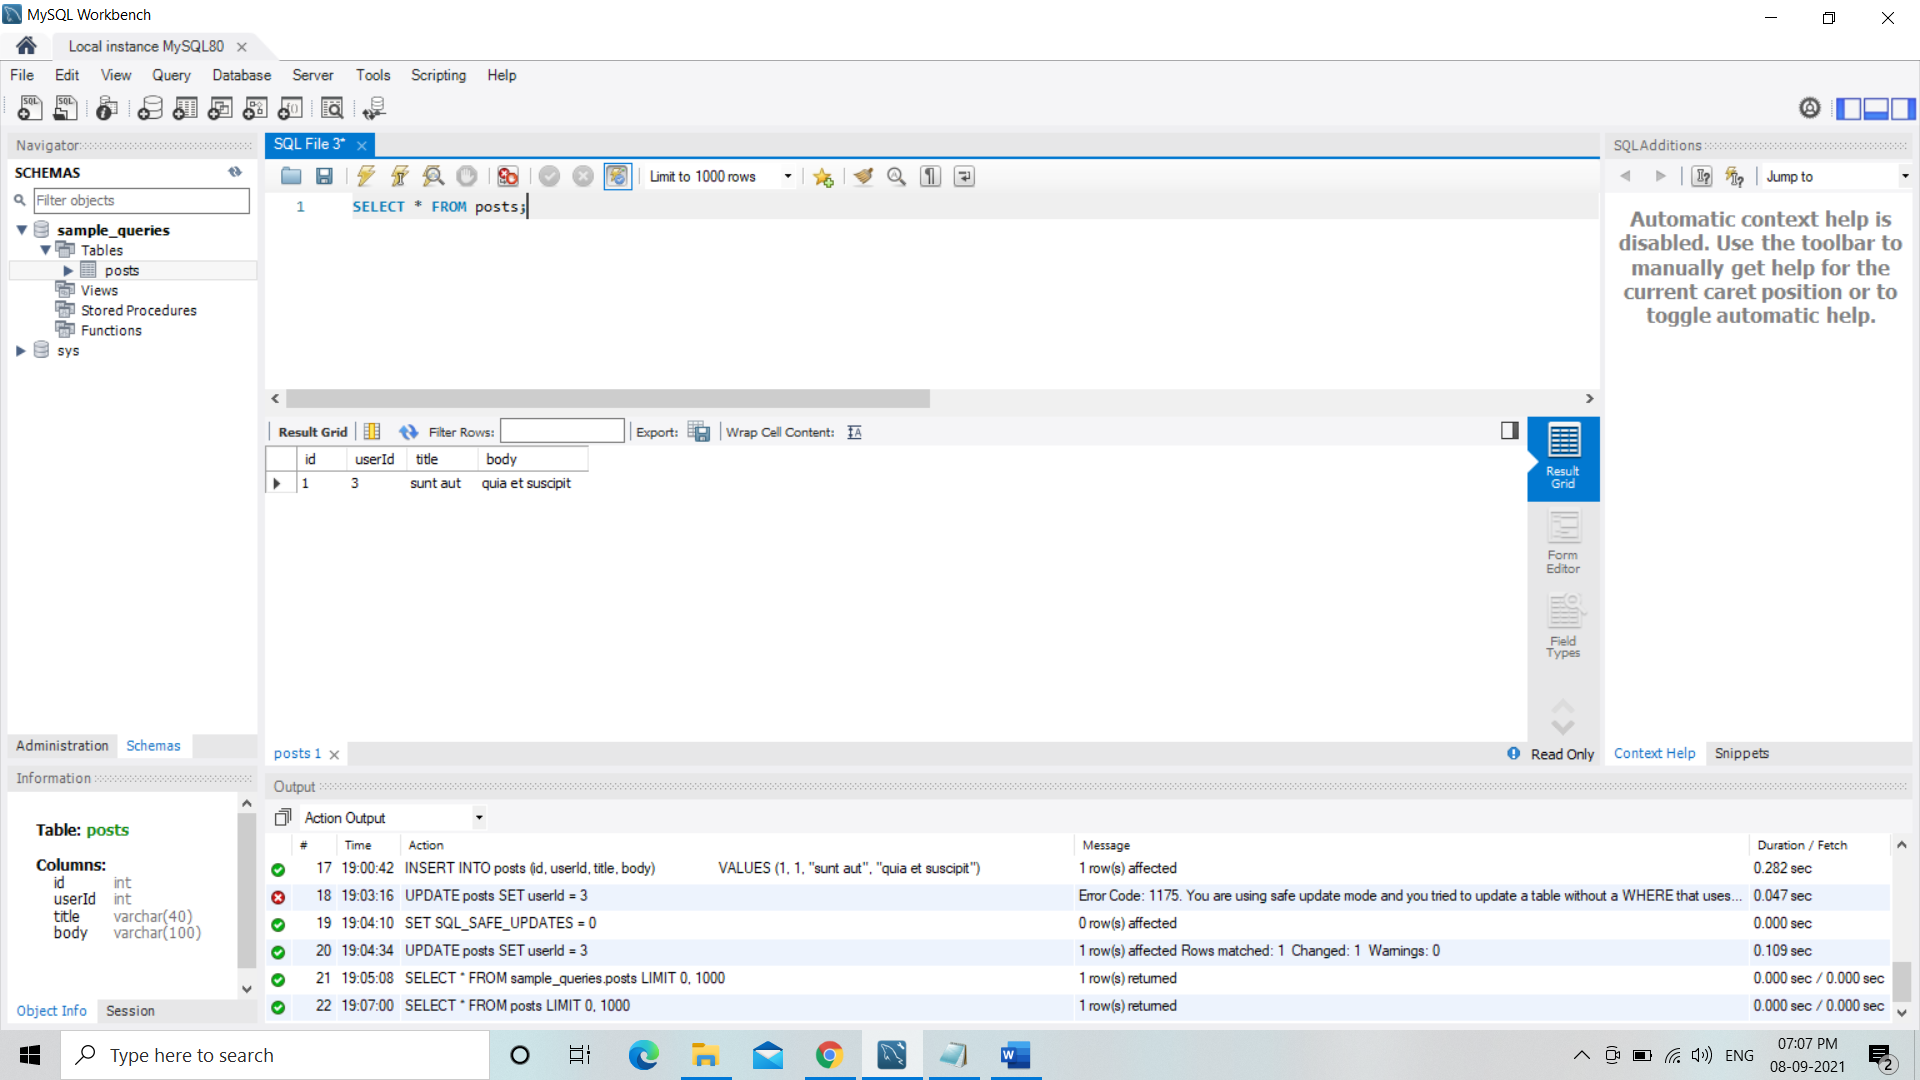 MySQL Workbench
Local instance MySQL80
File Edit View Query Database Server Tools Scripting Help
Navigator
SCHEMAS
Filter objects
sample_queries
Tables
posts
Views
Stored Procedures
Functions
sys
Administration Schemas
Information
Table: posts
Columns:
id int
userId int
title varchar(40)
body varchar(100)
Object Info Session
SQL File 3*
Limit to 1000 rows
1 SELECT * FROM posts;
Result Grid Filter Rows: Export: Wrap Cell Content:
id userId title body
1 3 sunt aut quia et suscipit
Result
Grid
Form
Editor
Field
Types
posts 1
Read Only
SQLAdditions
Jump to
Automatic context help is
disabled. Use the toolbar to
manually get help for the
current caret position or to
toggle automatic help.
Context Help Snippets
Output
Action Output
# Time Action Message Duration / Fetch
17 19:00:42 INSERT INTO posts (id, userId, title, body) VALUES (1, 1, "sunt aut", "quia et suscipit") 1 row(s) affected 0.282 sec
18 19:03:16 UPDATE posts SET userId = 3 Error Code: 1175. You are using safe update mode and you tried to update a table without a WHERE that uses... 0.047 sec
19 19:04:10 SET SQL_SAFE_UPDATES = 0 0 row(s) affected 0.000 sec
20 19:04:34 UPDATE posts SET userId = 3 1 row(s) affected Rows matched: 1 Changed: 1 Warnings: 0 0.109 sec
21 19:05:08 SELECT * FROM sample_queries.posts LIMIT 0, 1000 1 row(s) returned 0.000 sec / 0.000 sec
22 19:07:00 SELECT * FROM posts LIMIT 0, 1000 1 row(s) returned 0.000 sec / 0.000 sec
Type here to search
ENG
07:07 PM
08-09-2021
2